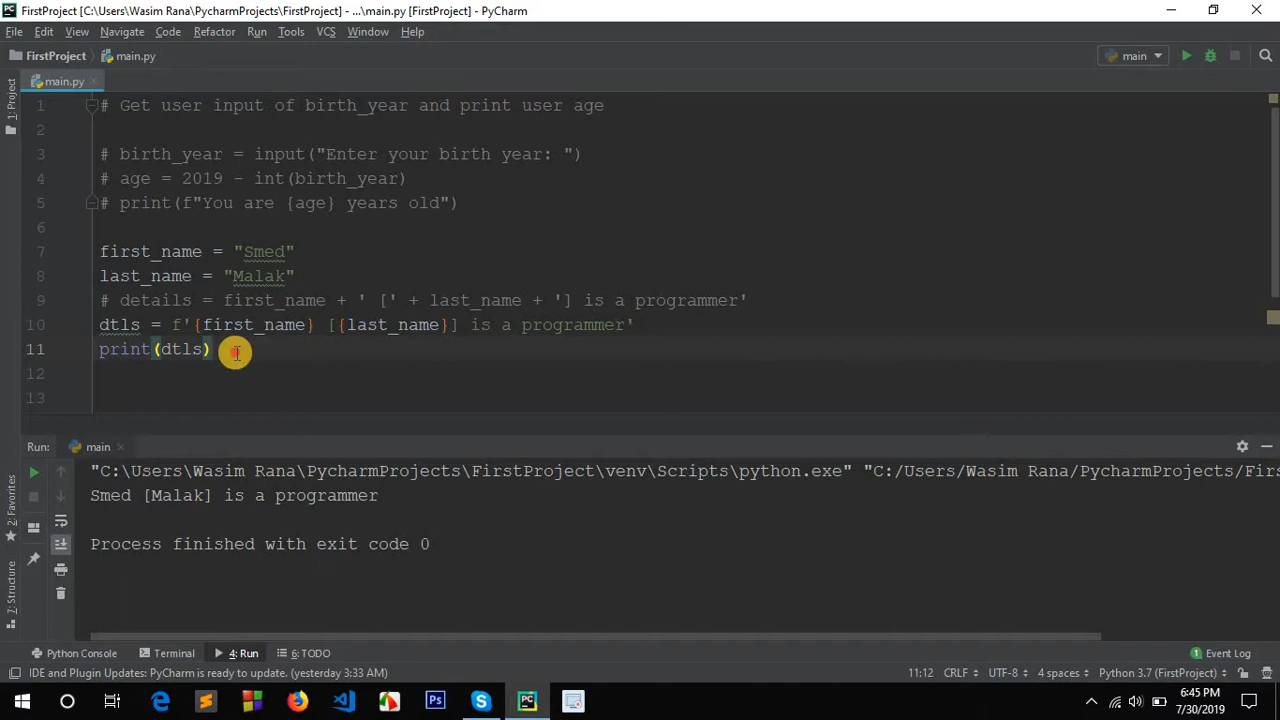 FirstProject [C:\Users\Wasim Rana\PycharmProjects\FirstProject] - ...\main.py [FirstProject] - PyCharm
File Edit View Navigate Code Refactor Run Tools VCS Window Help
FirstProject main.py main
1: Project
main.py
1 # Get user input of birth_year and print user age
2
3 # birth_year = input("Enter your birth year: ")
4 # age = 2019 - int(birth_year)
5 # print(f"You are {age} years old")
6
7 first_name = "Smed"
8 last_name = "Malak"
9 # details = first_name + ' [' + last_name + '] is a programmer'
10 dtls = f'{first_name} [{last_name}] is a programmer'
11 print(dtls)
12
13
Run: main
"C:\Users\Wasim Rana\PycharmProjects\FirstProject\venv\Scripts\python.exe" "C:/Users/Wasim Rana/PycharmProjects/Firs
Smed [Malak] is a programmer
Process finished with exit code 0
2: Favorites
7: Structure
Python Console Terminal 4: Run 6: TODO 1 Event Log
IDE and Plugin Updates: PyCharm is ready to update. (yesterday 3:33 AM) 11:12 CRLF UTF-8 4 spaces Python 3.7 (FirstProject)
Ps S PC
6:45 PM
7/30/2019